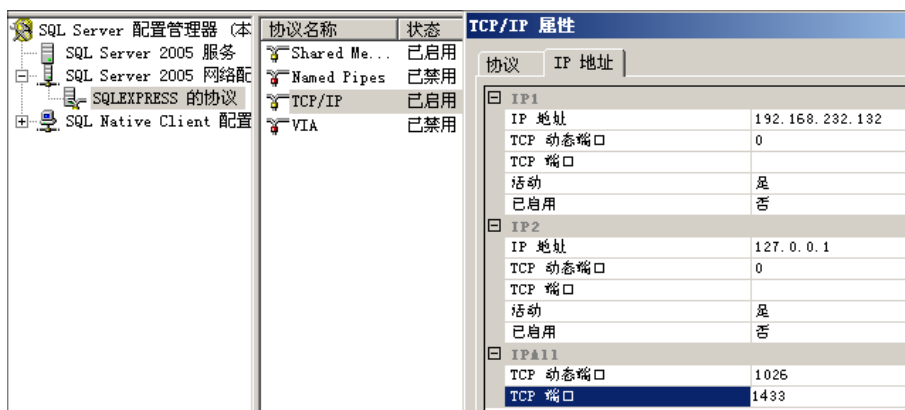 SQL Server 配置管理器 (本
SQL Server 2005 服务
SQL Server 2005 网络配
SQLEXPRESS 的协议
SQL Native Client 配置
协议名称 状态
Shared Me... 已启用
Named Pipes 已禁用
TCP/IP 已启用
VIA 已禁用
TCP/IP 属性
协议 IP 地址
IP1
IP 地址 192.168.232.132
TCP 动态端口 0
TCP 端口
活动 是
已启用 否
IP2
IP 地址 127.0.0.1
TCP 动态端口 0
TCP 端口
活动 是
已启用 否
IPAll
TCP 动态端口 1026
TCP 端口 1433